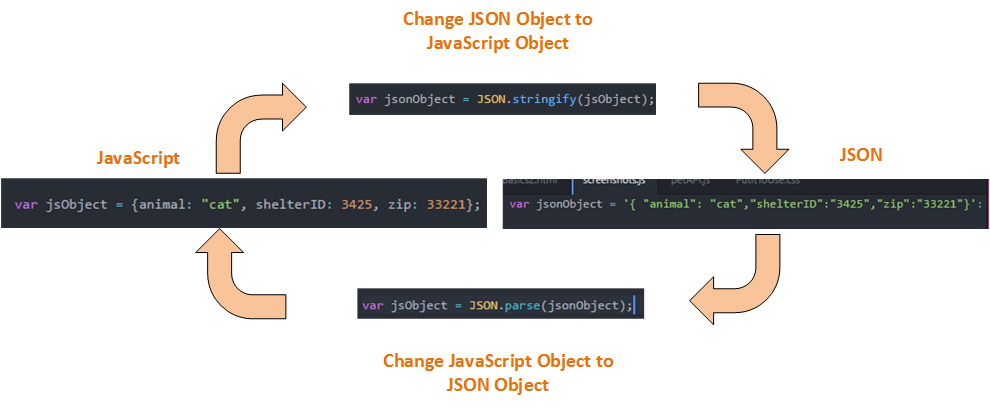 Change JSON Object to
JavaScript Object
var jsonObject = JSON.stringify(jsObject);
JavaScript
JSON
basics2.html screenshots.js petAPI.js PutItToUse.css
var jsObject = {animal: "cat", shelterID: 3425, zip: 33221};
var jsonObject = '{ "animal": "cat","shelterID":"3425","zip":"33221"}':
var jsObject = JSON.parse(jsonObject);
Change JavaScript Object to
JSON Object